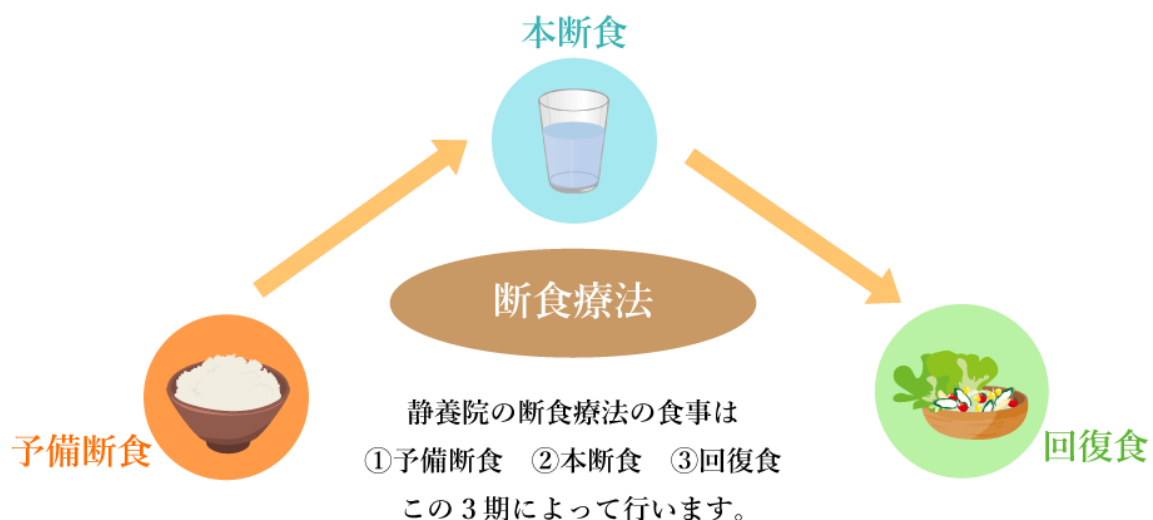 本断食
断食療法
予備断食
回復食
静養院の断食療法の食事は
①予備断食　②本断食　③回復食
この３期によって行います。